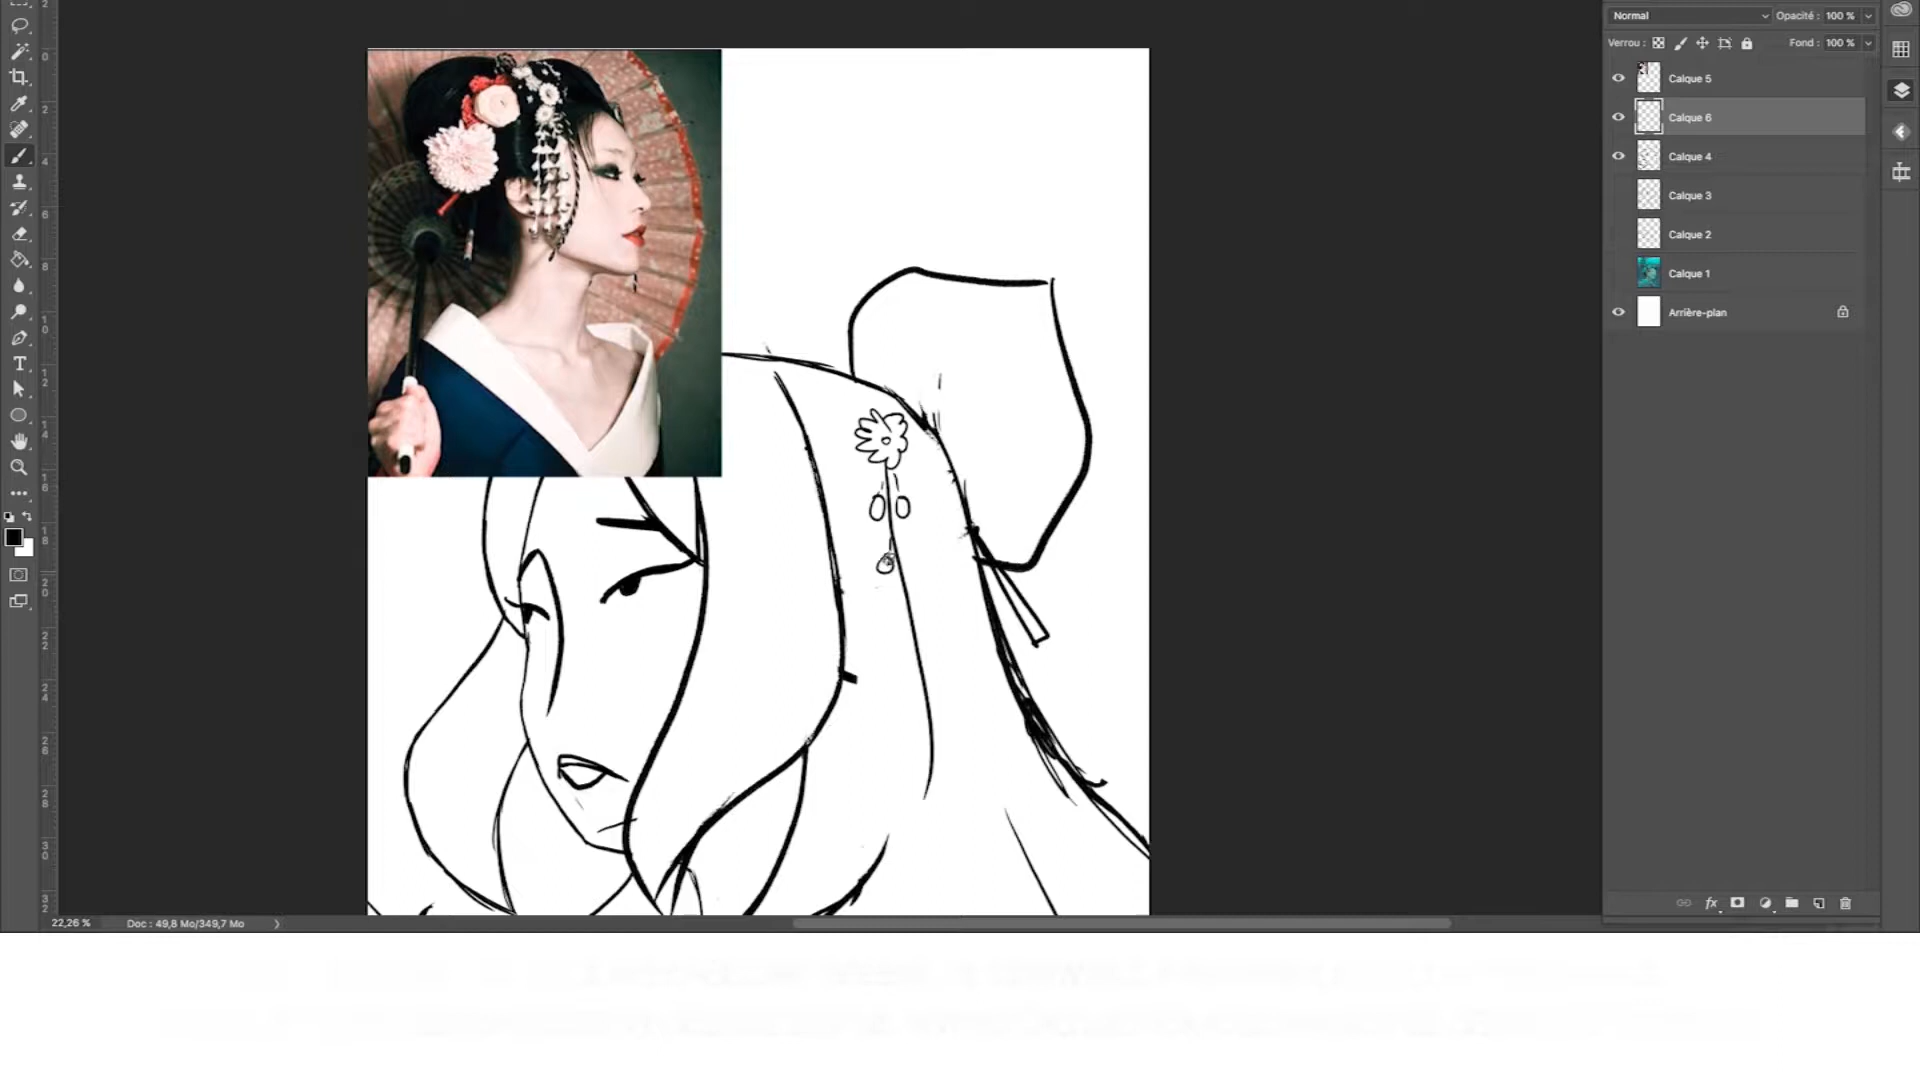 Normal
Opacité : 100 %
Verrou :
Fond : 100 %
Calque 5
Calque 6
Calque 4
Calque 3
Calque 2
Calque 1
Arrière-plan
22,26 %
Doc : 49,8 Mo/349,7 Mo
fx